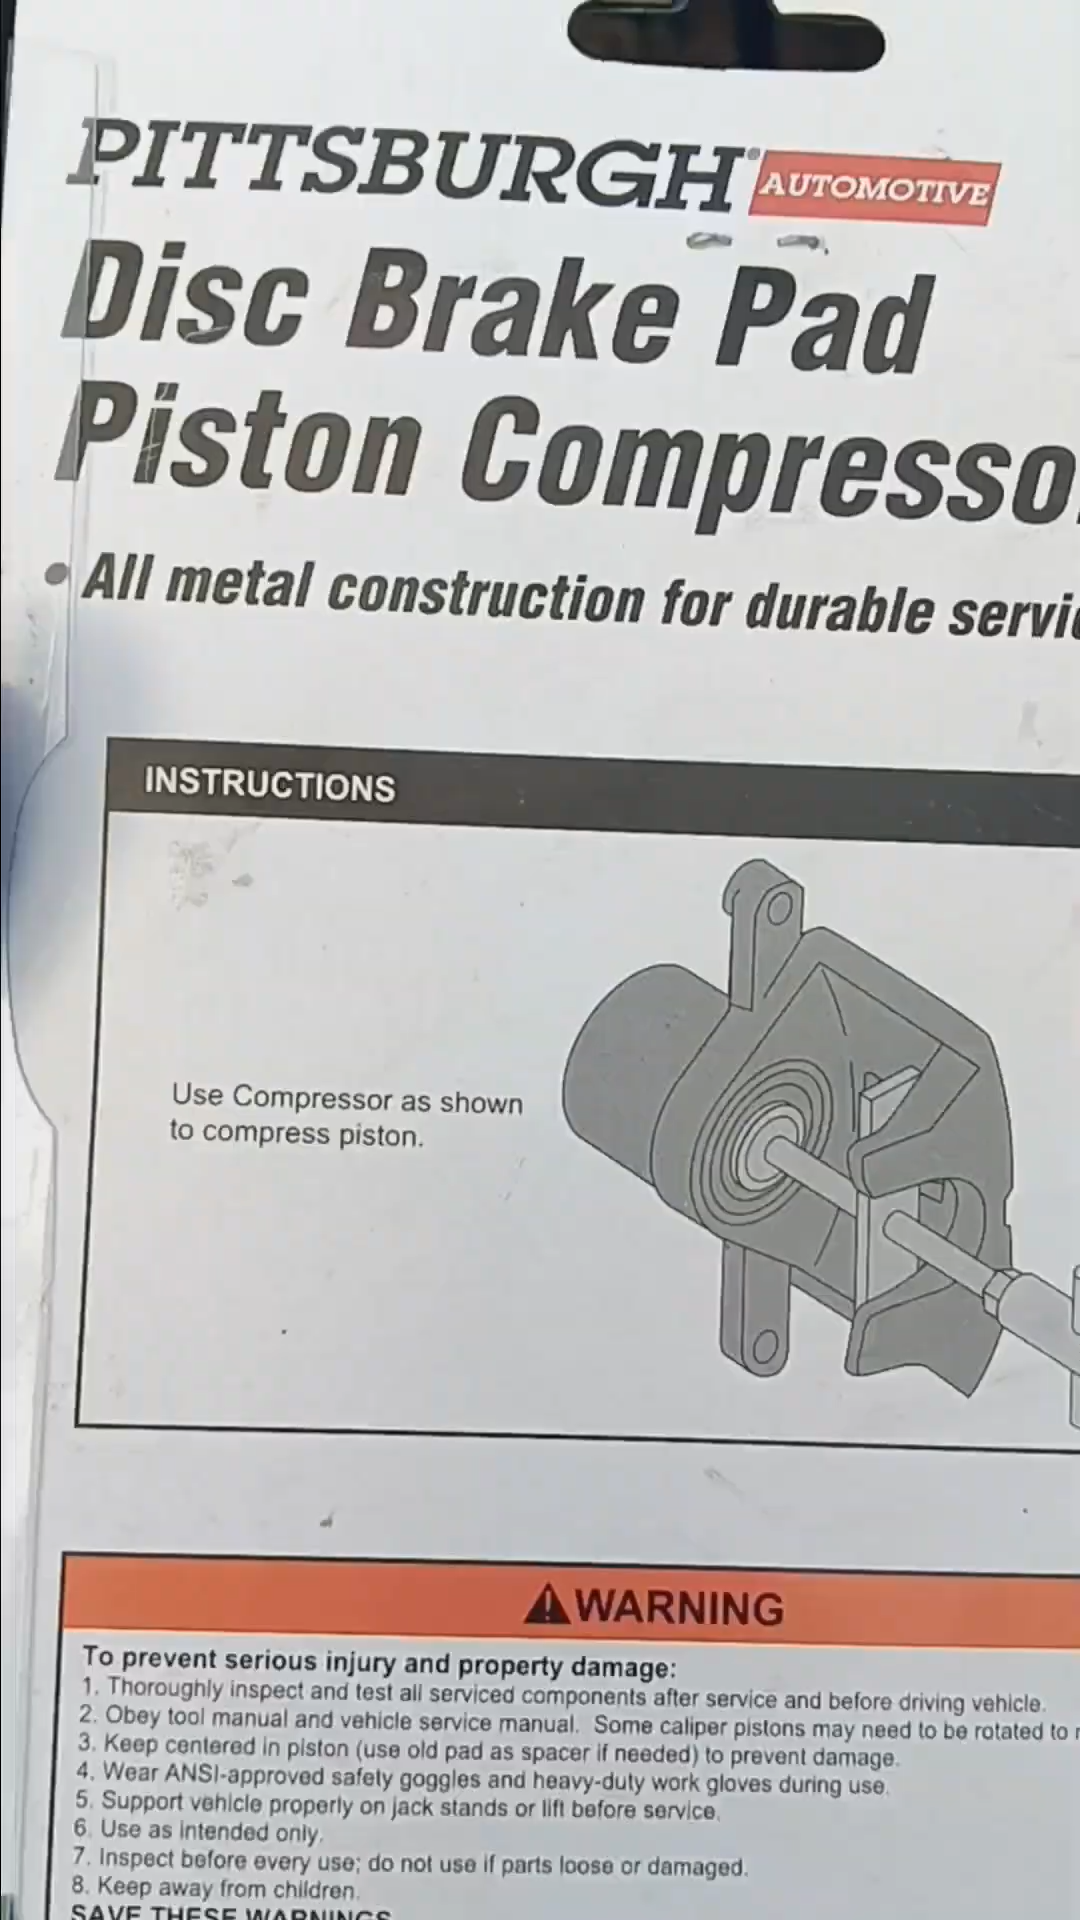 PITTSBURGH® AUTOMOTIVE
Disc Brake Pad
Piston Compresso
• All metal construction for durable servic
INSTRUCTIONS
Use Compressor as shown
to compress piston.
WARNING
To prevent serious injury and property damage:
1. Thoroughly inspect and test all serviced components after service and before driving vehicle.
2. Obey tool manual and vehicle service manual. Some caliper pistons may need to be rotated to
3. Keep centered in piston (use old pad as spacer if needed) to prevent damage.
4. Wear ANSI-approved safety goggles and heavy-duty work gloves during use.
5. Support vehicle properly on jack stands or lift before service.
6. Use as intended only.
7. Inspect before every use; do not use if parts loose or damaged.
8. Keep away from children.
SAVE THESE WARNINGS